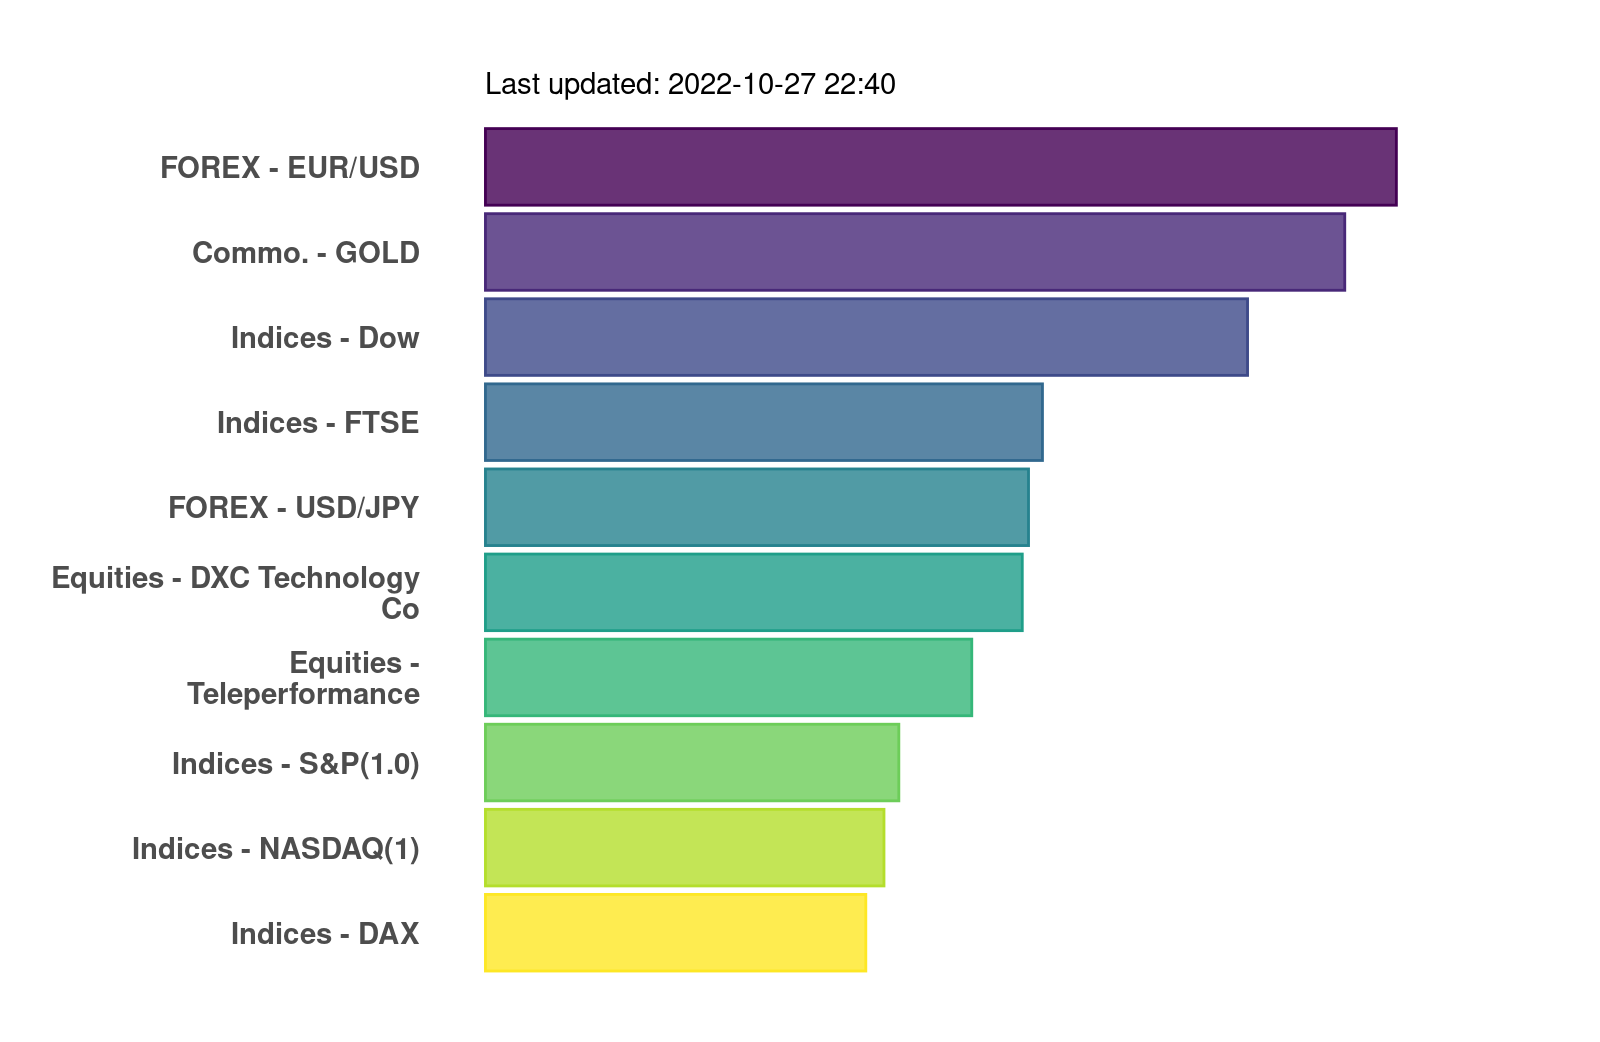 Last updated: 2022-10-27 22:40
FOREX - EUR/USD
Commo. - GOLD
Indices - Dow
Indices - FTSE
FOREX - USD/JPY
Equities - DXC Technology
Co
Equities -
Teleperformance
Indices - S&P(1.0)
Indices - NASDAQ(1)
Indices - DAX